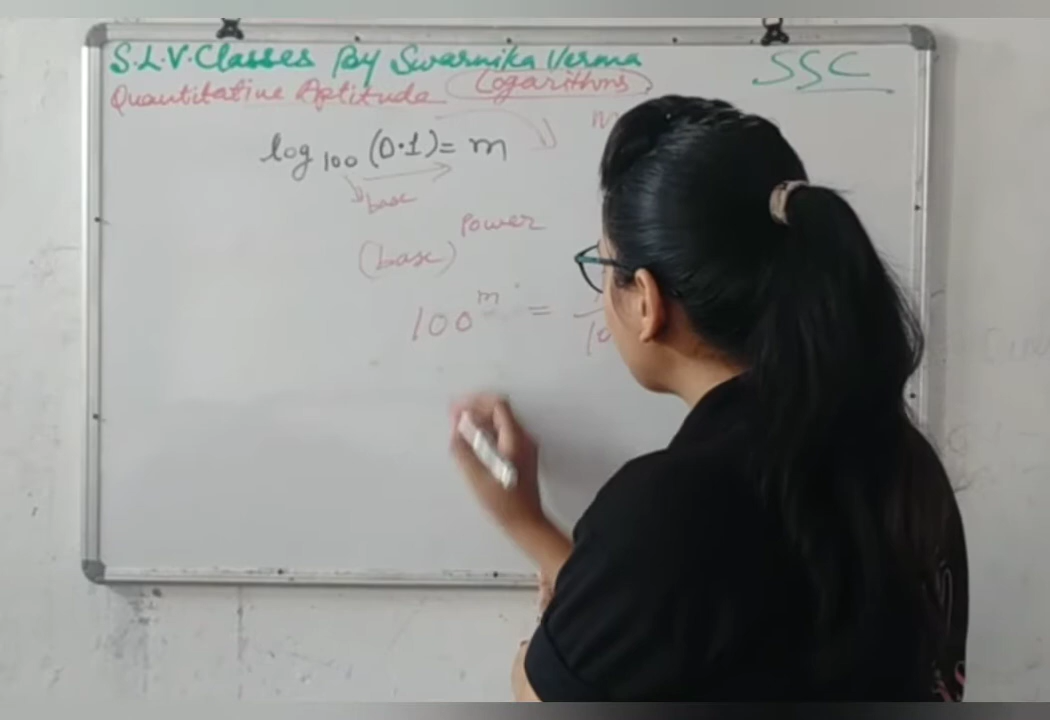 S.L.V. Classes By Swarnika Verma
SSC
Quantitative Aptitude Logarithms
log 100 (0.1) = m
base
(base) Power
100 m =